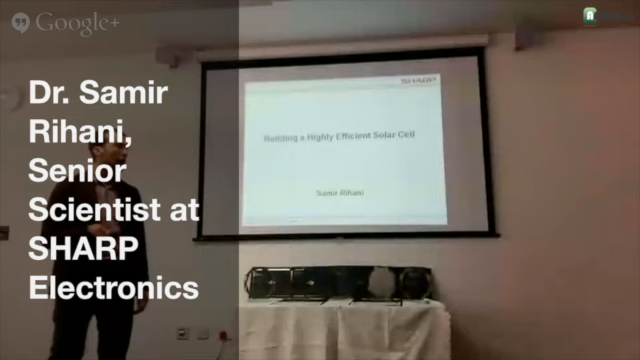 Google+
Dr. Samir
Rihani,
Senior
Scientist at
SHARP
Electronics
SHARP
Building a Highly Efficient Solar Cell
Samir Rihani